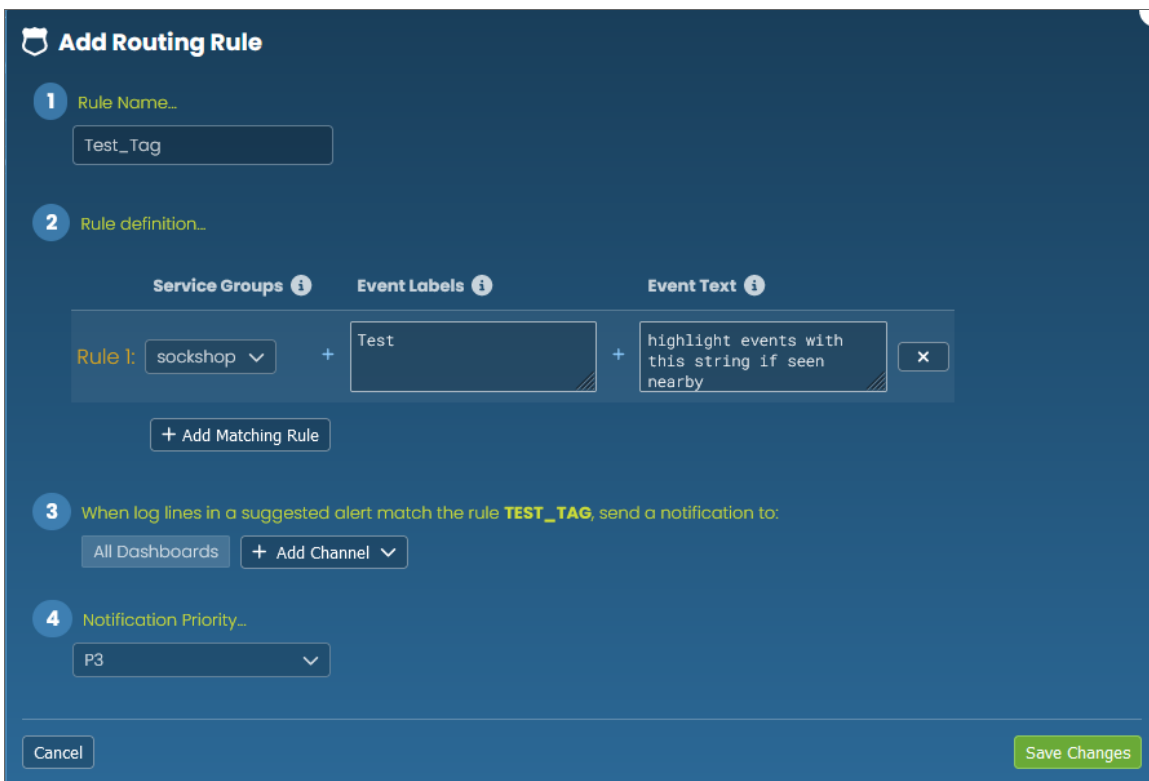 Add Routing Rule
1 Rule Name...
Test_Tag
2 Rule definition...
Service Groups i Event Labels i Event Text i
Rule 1: sockshop + Test + highlight events with
this string if seen
nearby
×
+ Add Matching Rule
3 When log lines in a suggested alert match the rule TEST_TAG, send a notification to:
All Dashboards + Add Channel
4 Notification Priority...
P3
Cancel Save Changes